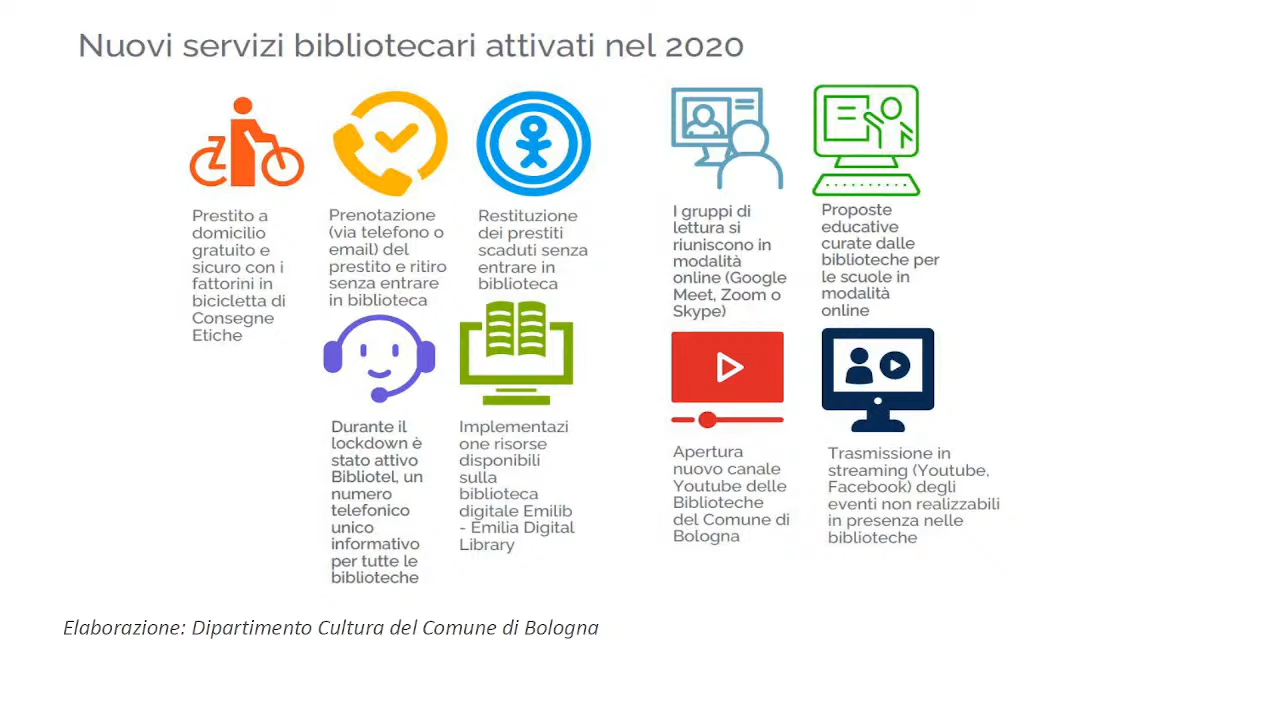 Nuovi servizi bibliotecari attivati nel 2020
Prestito a
domicilio
gratuito e
sicuro con i
fattorini in
bicicletta di
Consegne
Etiche
Prenotazione
(via telefono o
email) del
prestito e ritiro
senza entrare
in biblioteca
Restituzione
dei prestiti
scaduti senza
entrare in
biblioteca
I gruppi di
lettura si
riuniscono in
modalità
online (Google
Meet, Zoom o
Skype)
Proposte
educative
curate dalle
biblioteche per
le scuole in
modalità
online
Durante il
lockdown è
stato attivo
Bibliotel, un
numero
telefonico
unico
informativo
per tutte le
biblioteche
Implementazi
one risorse
disponibili
sulla
biblioteca
digitale Emilib
- Emilia Digital
Library
Apertura
nuovo canale
Youtube delle
Biblioteche
del Comune di
Bologna
Trasmissione in
streaming (Youtube,
Facebook) degli
eventi non realizzabili
in presenza nelle
biblioteche
Elaborazione: Dipartimento Cultura del Comune di Bologna